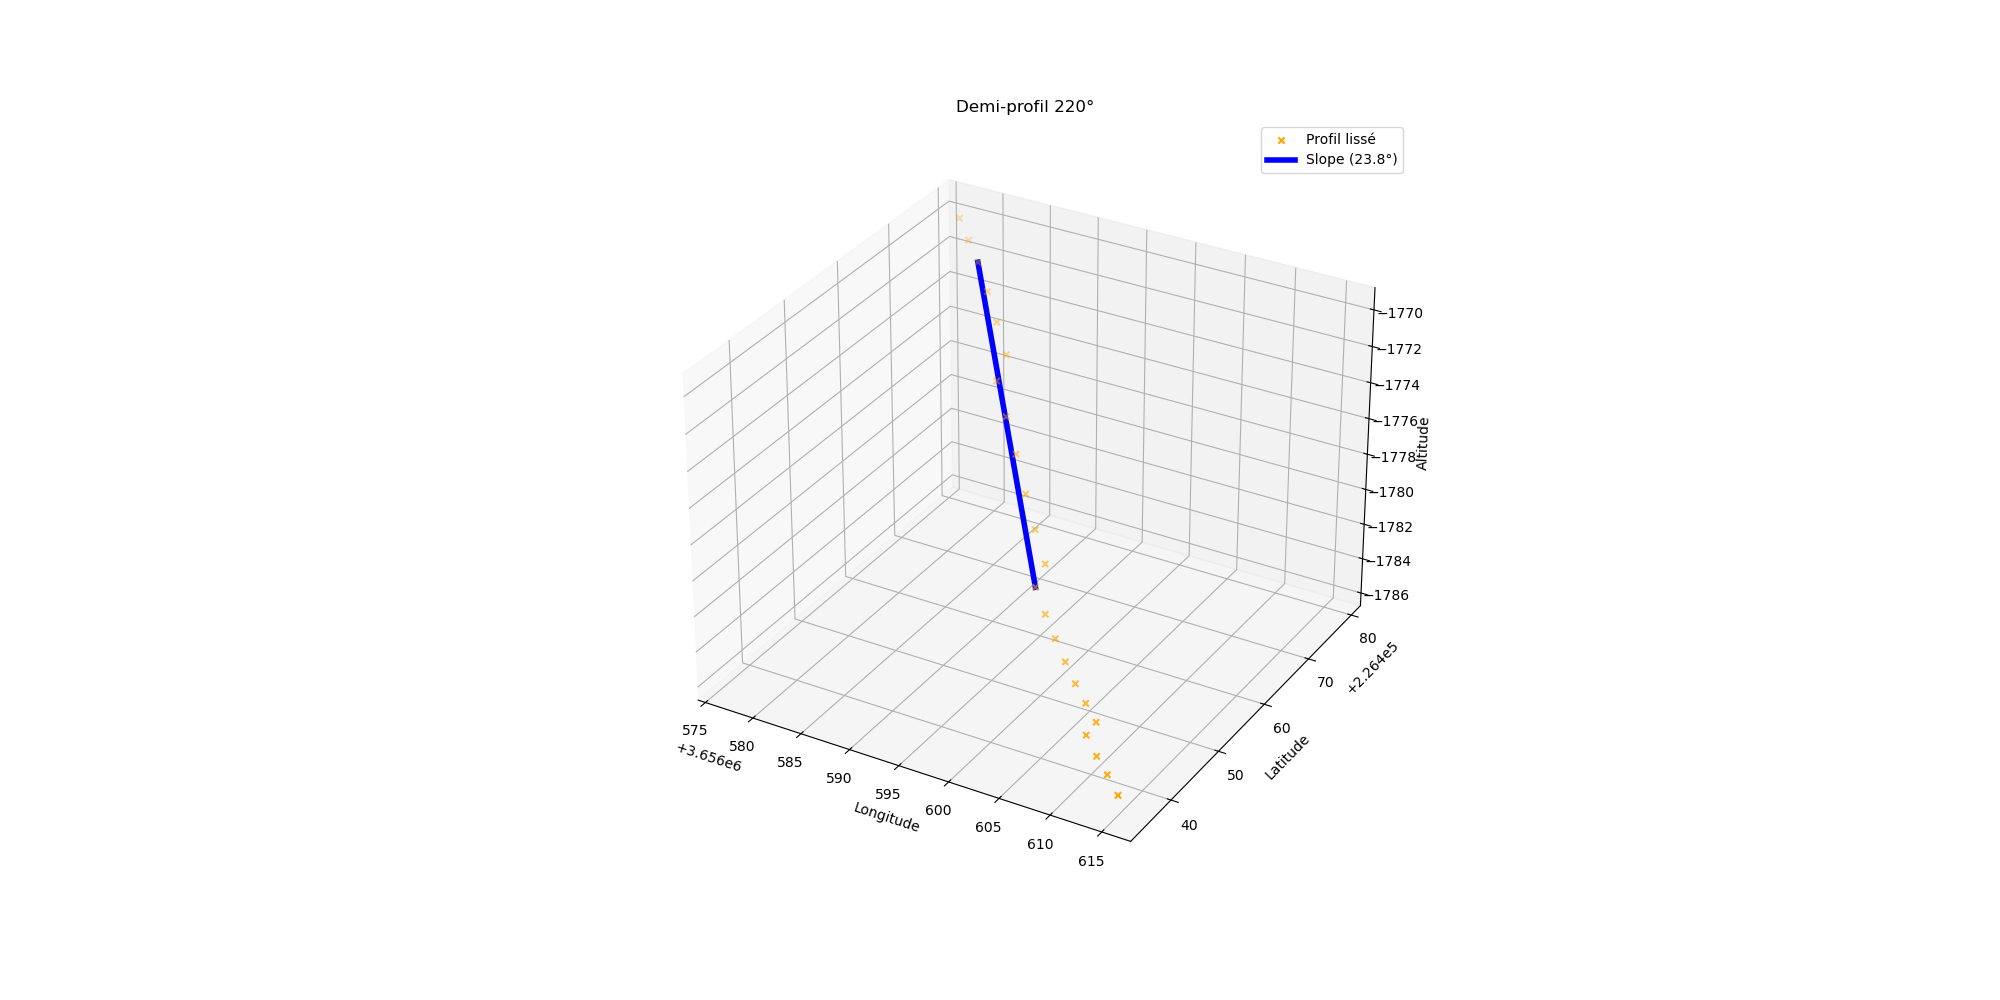 Demi-profil 220°
Profil lissé
Slope (23.8°)
−1770
−1772
−1774
−1776
−1778
−1780
−1782
−1784
−1786
Altitude
80
70
60
50
40
+2.264e5
Latitude
575
580
585
590
595
600
605
610
615
+3.656e6
Longitude